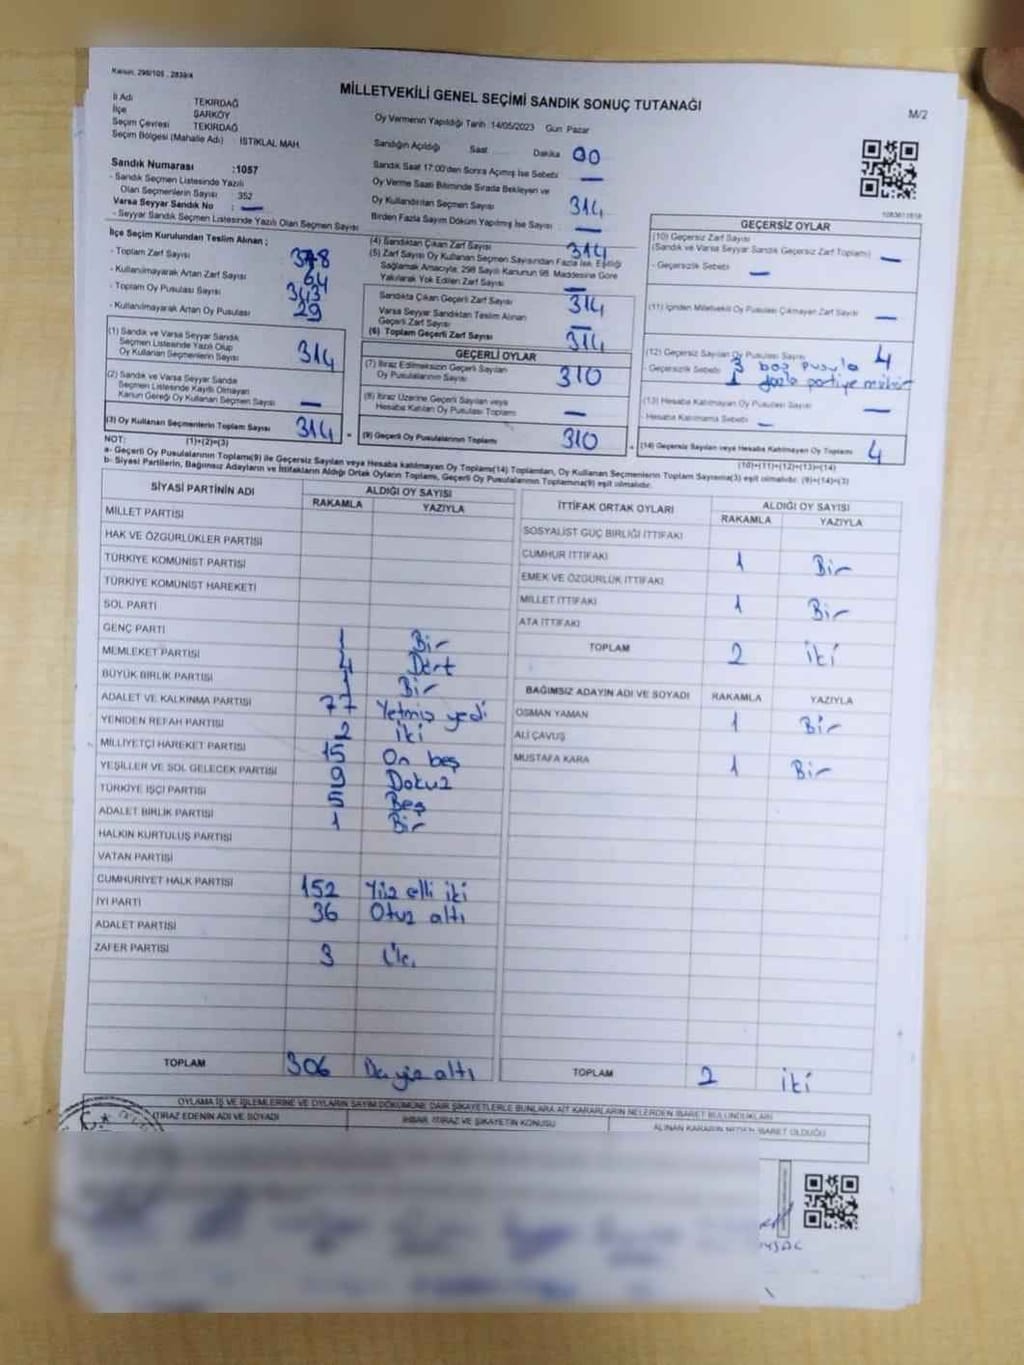 Kanun, 298/105 , 2839/4
MİLLETVEKİLİ GENEL SEÇİMİ SANDIK SONUÇ TUTANAĞI
M/2
İl Adı TEKİRDAĞ
İlçe ŞARKÖY
Seçim Çevresi TEKİRDAĞ
Seçim Bölgesi (Mahalle Adı) : İSTİKLAL MAH.
Oy Vermenin Yapıldığı Tarih :14/05/2023 Gün: Pazar
Sandığın Açıldığı Saat Dakika 00
Sandık Saat 17:00'den Sonra Açılmış İse Sebebi —
Oy Verme Saati Bitiminde Sırada Bekleyen ve
Oy Kullandırılan Seçmen Sayısı 314
Birden Fazla Sayım Döküm Yapılmış İse Sayısı —
Sandık Numarası :1057
- Sandık Seçmen Listesinde Yazılı
Olan Seçmenlerin Sayısı : 352
Varsa Seyyar Sandık No : —
- Seyyar Sandık Seçmen Listesinde Yazılı Olan Seçmen Sayısı
İlçe Seçim Kurulundan Teslim Alınan ;
- Toplam Zarf Sayısı 378
- Kullanılmayarak Artan Zarf Sayısı 64
- Toplam Oy Pusulası Sayısı 343
- Kullanılmayarak Artan Oy Pusulası 29
(1) Sandık ve Varsa Seyyar Sandık
Seçmen Listesinde Yazılı Olup
Oy Kullanan Seçmenlerin Sayısı 314
(2) Sandık ve Varsa Seyyar Sandık
Seçmen Listesinde Kayıtlı Olmayan
Kanun Gereği Oy Kullanan Seçmen Sayısı —
(3) Oy Kullanan Seçmenlerin Toplam Sayısı 314
(1)+(2)=(3)
(4) Sandıktan Çıkan Zarf Sayısı 314
(5) Zarf Sayısı Oy Kullanan Seçmen Sayısından Fazla İse, Eşitliği
Sağlamak Amacıyla; 298 Sayılı Kanunun 98. Maddesine Göre
Yakılarak Yok Edilen Zarf Sayısı —
Sandıkta Çıkan Geçerli Zarf Sayısı 314
Varsa Seyyar Sandıktan Teslim Alınan
Geçerli Zarf Sayısı —
(6) Toplam Geçerli Zarf Sayısı 314
GEÇERLİ OYLAR
(7) İtiraz Edilmeksizin Geçerli Sayılan
Oy Pusulalarının Sayısı 310
(8) İtiraz Üzerine Geçerli Sayılan veya
Hesaba Katılan Oy Pusulası Toplamı —
(9) Geçerli Oy Pusulalarının Toplamı 310
GEÇERSİZ OYLAR
(10) Geçersiz Zarf Sayısı
(Sandık ve Varsa Seyyar Sandık Geçersiz Zarf Toplamı) —
- Geçersizlik Sebebi —
(11) İçinden Milletvekili Oy Pusulası Çıkmayan Zarf Sayısı —
(12) Geçersiz Sayılan Oy Pusulası Sayısı 4
- Geçersizlik Sebebi 3 boş pusula
1 fazla partiye mühür
(13) Hesaba Katılmayan Oy Pusulası Sayısı —
Hesaba Katılmama Sebebi —
(14) Geçersiz Sayılan veya Hesaba Katılmayan Oy Toplamı 4
(10)+(11)+(12)+(13)=(14)
NOT:
a- Geçerli Oy Pusulalarının Toplamı(9) ile Geçersiz Sayılan veya Hesaba katılmayan Oy Toplamı(14) Toplamları, Oy Kullanan Seçmenlerin Toplam Sayısına(3) eşit olmalıdır. (9)+(14)=(3)
b- Siyasi Partilerin, Bağımsız Adayların ve İttifakların Aldığı Ortak Oyların Toplamı, Geçerli Oy Pusulalarının Toplamına(9) eşit olmalıdır.
SİYASİ PARTİNİN ADI ALDIĞI OY SAYISI
RAKAMLA YAZIYLA
MİLLET PARTİSİ
HAK VE ÖZGÜRLÜKLER PARTİSİ
TÜRKİYE KOMÜNİST PARTİSİ
TÜRKİYE KOMÜNİST HAREKETİ
SOL PARTİ
GENÇ PARTİ 1 Bir
MEMLEKET PARTİSİ 4 Dört
BÜYÜK BİRLİK PARTİSİ 1 Bir
ADALET VE KALKINMA PARTİSİ 77 Yetmiş yedi
YENİDEN REFAH PARTİSİ 2 iki
MİLLİYETÇİ HAREKET PARTİSİ 15 On beş
YEŞİLLER VE SOL GELECEK PARTİSİ 9 Dokuz
TÜRKİYE İŞÇİ PARTİSİ 5 Beş
ADALET BİRLİK PARTİSİ 1 Bir
HALKIN KURTULUŞ PARTİSİ
VATAN PARTİSİ
CUMHURİYET HALK PARTİSİ 152 Yüz elli iki
İYİ PARTİ 36 Otuz altı
ADALET PARTİSİ
ZAFER PARTİSİ 3 Üç
TOPLAM 306
İTTİFAK ORTAK OYLARI ALDIĞI OY SAYISI
RAKAMLA YAZIYLA
SOSYALİST GÜÇ BİRLİĞİ İTTİFAKI
CUMHUR İTTİFAKI 1 Bir
EMEK VE ÖZGÜRLÜK İTTİFAKI
MİLLET İTTİFAKI 1 Bir
ATA İTTİFAKI
TOPLAM 2 iki
BAĞIMSIZ ADAYIN ADI VE SOYADI RAKAMLA YAZIYLA
OSMAN YAMAN 1 Bir
ALİ ÇAVUŞ
MUSTAFA KARA 1 Bir
TOPLAM 2 iki
OYLAMA İŞ VE İŞLEMLERİNE VE OYLARIN SAYIM DÖKÜMÜNE DAİR ŞİKAYETLERLE BUNLARA AİT KARARLARIN NELERDEN İBARET BULUNDUKLARI
İTİRAZ EDENİN ADI VE SOYADI İHBAR, İTİRAZ VE ŞİKAYETİN KONUSU ALINAN KARARIN NEDEN İBARET OLDUĞU